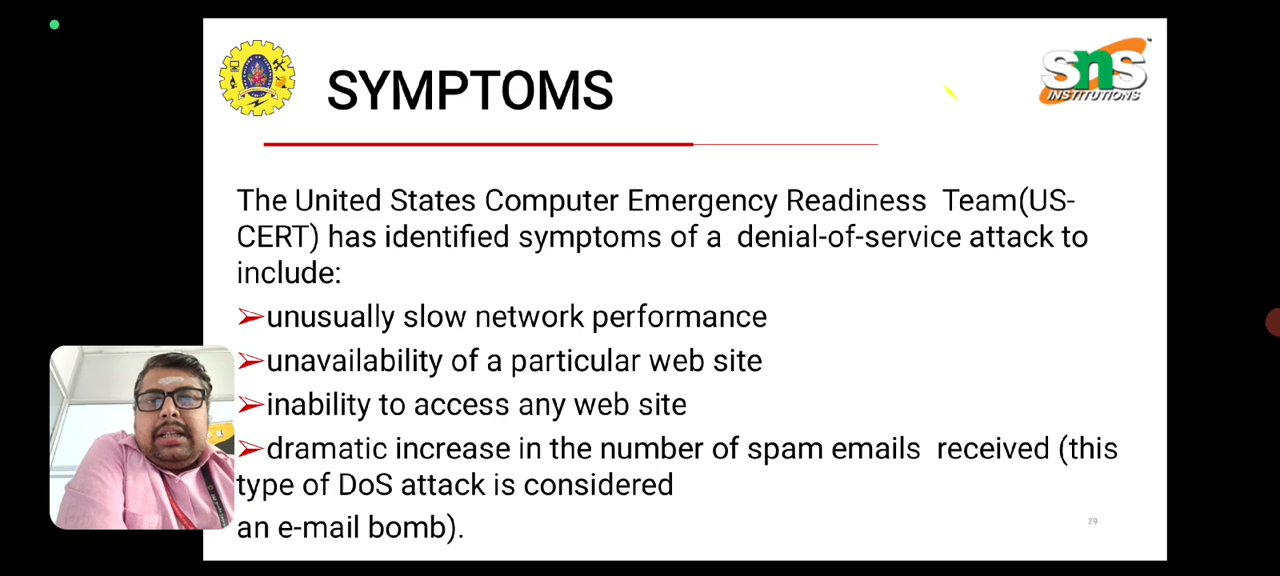 SYMPTOMS
SNS
INSTITUTIONS
The United States Computer Emergency Readiness Team(US-
CERT) has identified symptoms of a denial-of-service attack to
include:
➢unusually slow network performance
➢unavailability of a particular web site
➢inability to access any web site
➢dramatic increase in the number of spam emails received (this
type of DoS attack is considered
an e-mail bomb).
29